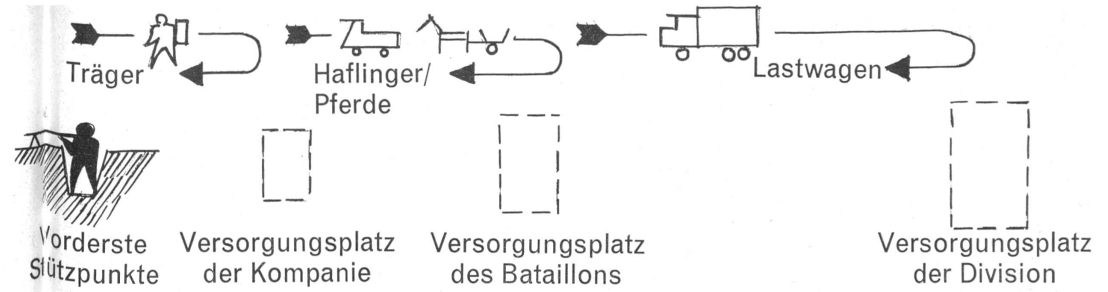 Träger
Haflinger/
Pferde
Lastwagen
Vorderste
Stützpunkte
Versorgungsplatz
der Kompanie
Versorgungsplatz
des Bataillons
Versorgungsplatz
der Division